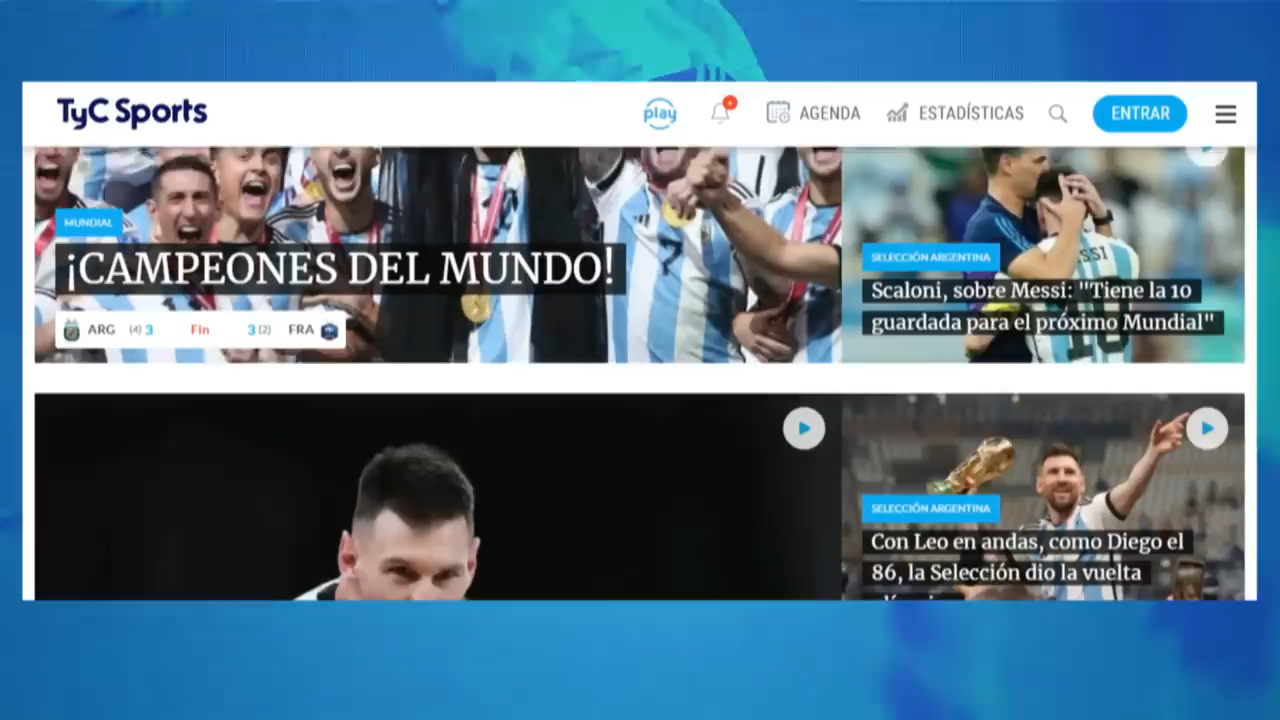 TyC Sports
play
AGENDA
ESTADÍSTICAS
ENTRAR
MUNDIAL
¡CAMPEONES DEL MUNDO!
ARG (4) 3 Fin 3 (2) FRA
7
SELECCIÓN ARGENTINA
Scaloni, sobre Messi: "Tiene la 10
guardada para el próximo Mundial"
10
SELECCIÓN ARGENTINA
Con Leo en andas, como Diego el
86, la Selección dio la vuelta